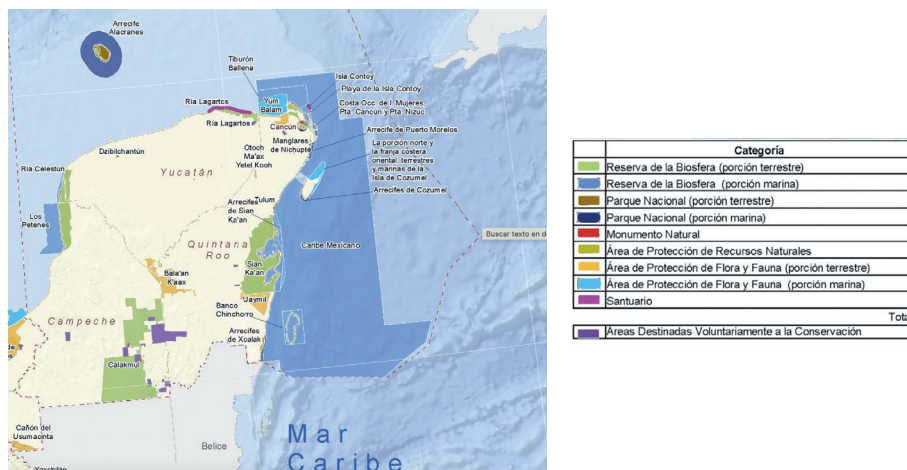 Arrecife
Alacranes
Tiburón
Ballena
Isla Contoy
Playa de la Isla Contoy
Ría Lagartos
Yum
Balam
Costa Occ. de I. Mujeres,
Pta. Cancún y Pta. Nizuc
Ría Lagartos
Cancún
Manglares
de Nichupté
Arrecife de Puerto Morelos
Dzibilchantún
Otoch
Ma'ax
Yetel Kooh
La porción norte y
la franja costera
oriental, terrestres
y marinas de la
Isla de Cozumel
Ría Celestún
Yucatán
Arrecifes de Cozumel
Tulum
Arrecifes
de Sian
Ka'an
Los
Petenes
Quintana
Roo
Caribe Mexicano
Buscar texto en d
Sian
Ka'an
Bala'an
K'aax
Uaymil
Banco
Chinchorro
Campeche
Arrecifes
de Xcalak
Calakmul
Cañón del
Usumacinta
Belice
Mar
Caribe
Yaxchilán
Categoría
Reserva de la Biosfera (porción terrestre)
Reserva de la Biosfera (porción marina)
Parque Nacional (porción terrestre)
Parque Nacional (porción marina)
Monumento Natural
Área de Protección de Recursos Naturales
Área de Protección de Flora y Fauna (porción terrestre)
Área de Protección de Flora y Fauna (porción marina)
Santuario
Tota
Áreas Destinadas Voluntariamente a la Conservación